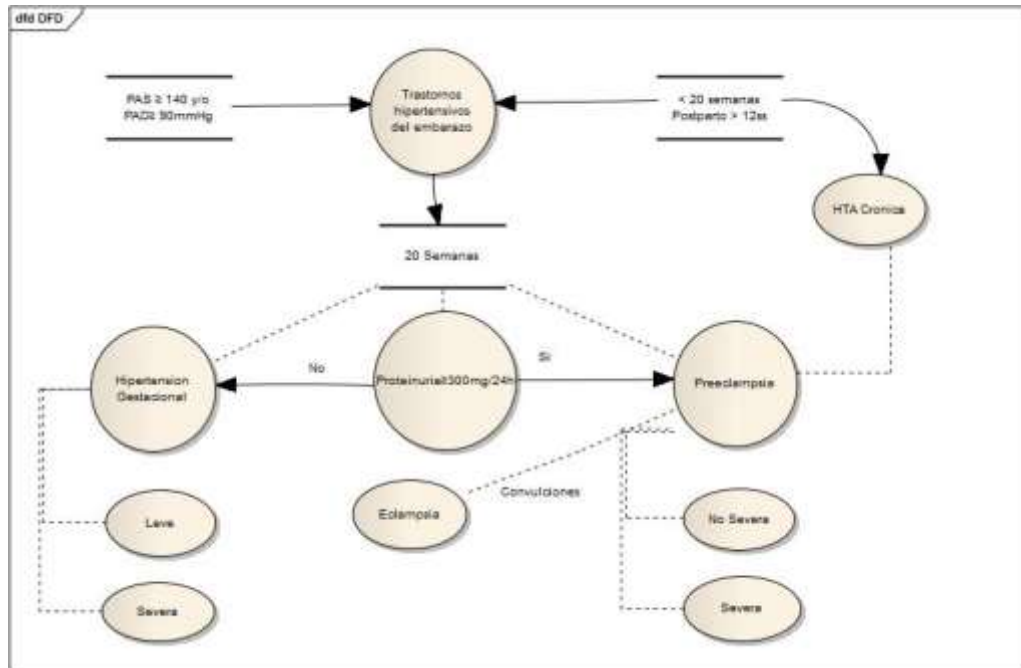 dfd DFD
PAS ≥ 140 y/o
PAD≥ 90mmHg
Trastornos
hipertensivos
del embarazo
< 20 semanas
Postparto > 12ss
HTA Cronica
20 Semanas
Hipertension
Gestacional
No
Proteinuria≥300mg/24h
Si
Preeclampsia
Eclampsia
Convulciones
Leve
No Severa
Severa
Severa